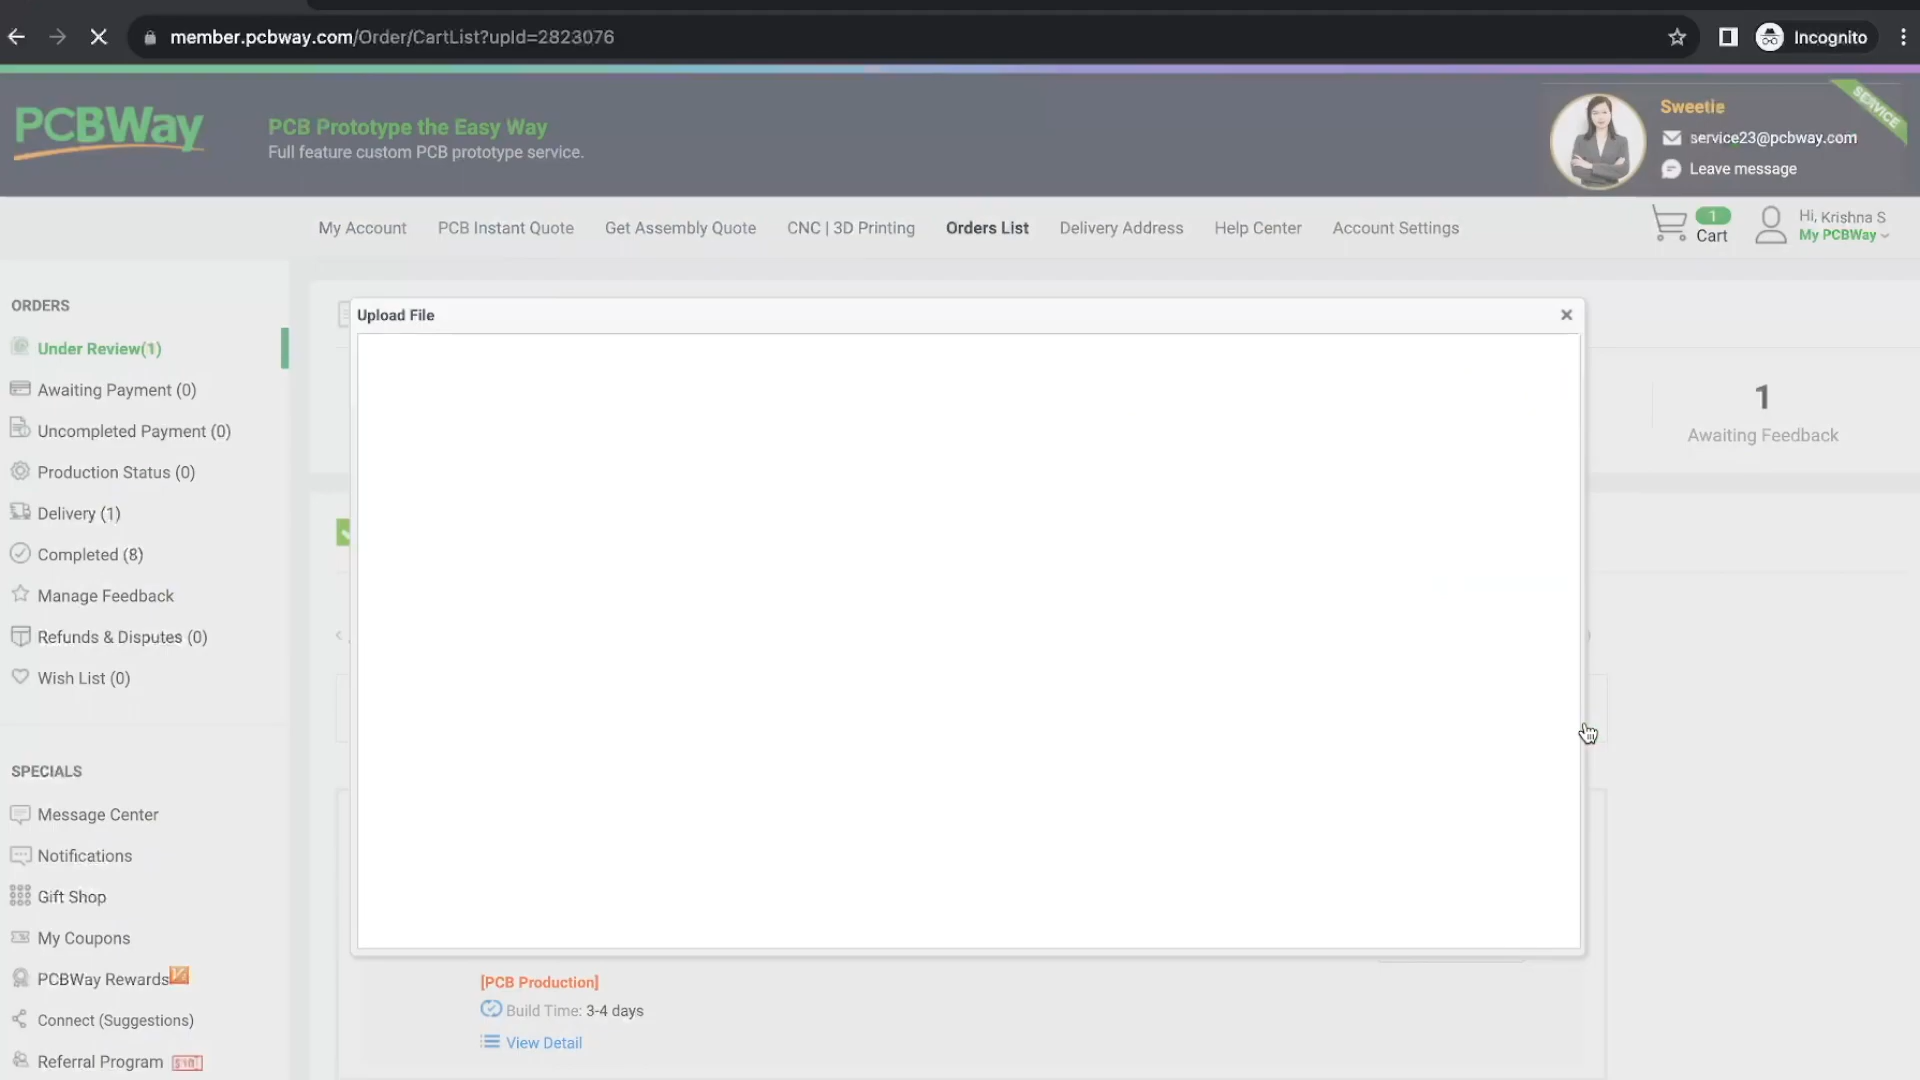 member.pcbway.com/Order/CartList?upId=2823076
Incognito
PCBWay
PCB Prototype the Easy Way
Full feature custom PCB prototype service.
Sweetie
service23@pcbway.com
Leave message
SERVICE
My Account
PCB Instant Quote
Get Assembly Quote
CNC | 3D Printing
Orders List
Delivery Address
Help Center
Account Settings
1
Cart
Hi, Krishna S
My PCBWay
ORDERS
Under Review(1)
Awaiting Payment (0)
Uncompleted Payment (0)
Production Status (0)
Delivery (1)
Completed (8)
Manage Feedback
Refunds & Disputes (0)
Wish List (0)
SPECIALS
Message Center
Notifications
Gift Shop
My Coupons
PCBWay Rewards
Connect (Suggestions)
Referral Program
Upload File
1
Awaiting Feedback
[PCB Production]
Build Time: 3-4 days
View Detail